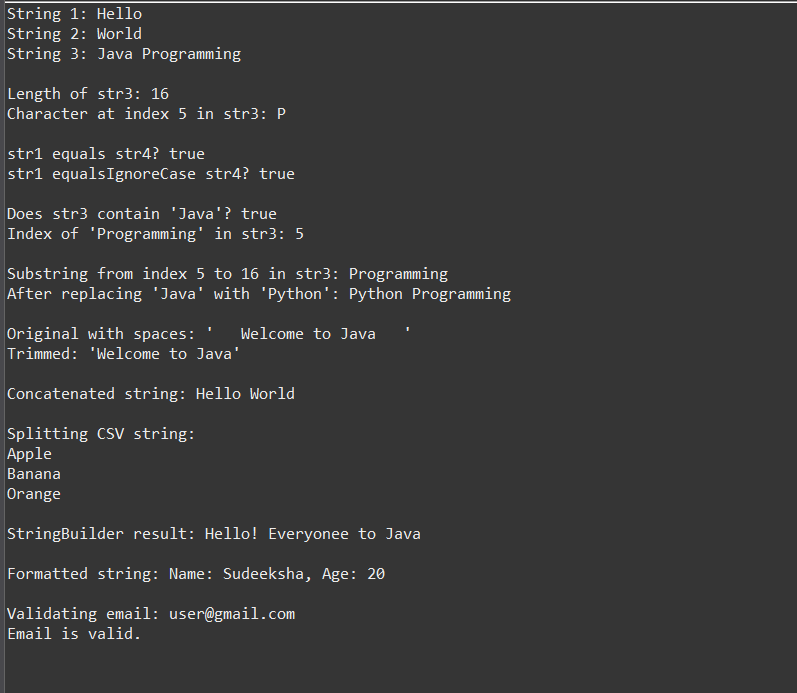 String 1: Hello
String 2: World
String 3: Java Programming
Length of str3: 16
Character at index 5 in str3: P
str1 equals str4? true
str1 equalsIgnoreCase str4? true
Does str3 contain 'Java'? true
Index of 'Programming' in str3: 5
Substring from index 5 to 16 in str3: Programming
After replacing 'Java' with 'Python': Python Programming
Original with spaces: '   Welcome to Java   '
Trimmed: 'Welcome to Java'
Concatenated string: Hello World
Splitting CSV string:
Apple
Banana
Orange
StringBuilder result: Hello! Everyonee to Java
Formatted string: Name: Sudeeksha, Age: 20
Validating email: user@gmail.com
Email is valid.